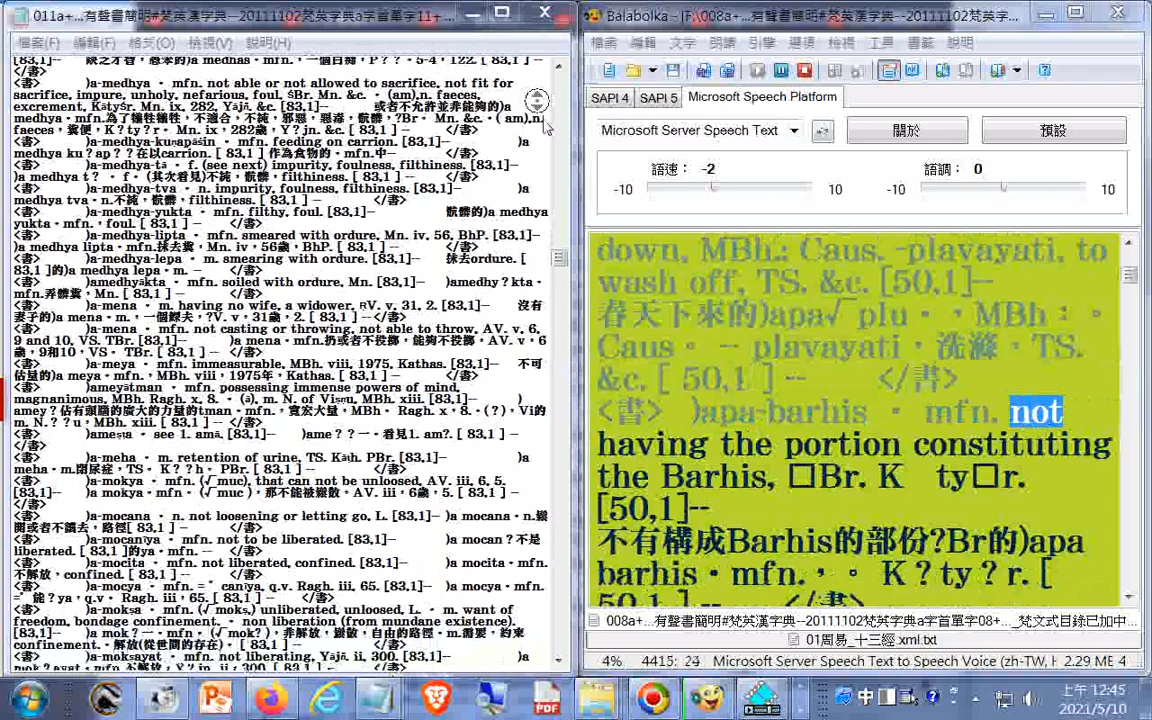 011a+...有聲書簡明#梵英漢字典--20111102梵英字典a字首單字11+...
檔案(F) 編輯(E) 格式(O) 檢視(V) 說明(H)
<書> )a-medhya ‧ mfn. not able or not allowed to sacrifice, not fit for
sacrifice, impure, unholy, nefarious, foul, ŚBr. Mn. &c. ‧ (am),n. faeces,
excrement, KātyŚr. Mn. ix, 282, Yājñ. &c. [83,1]-- 或者不允許並非能夠的)a
medhya‧mfn.為了犧牲犧牲，不適合，不純，邪惡，惡毒，骯髒，?Br‧ Mn. &c.‧( am),n.
faeces，糞便，K？ty？r. Mn. ix，282歲，Y？jn. &c. [ 83,1 ] -- </書>
<書> )a-medhya-kuṇapāśin ‧ mfn. feeding on carrion. [83,1]-- )a
medhya ku？ap？？在以carrion. [ 83,1 ] 作為食物的‧mfn.中 </書>
<書> )a-medhya-tā ‧ f. (see next) impurity, foulness, filthiness. [83,1]--
)a medhya t？ ‧ f‧(其次看見)不純，骯髒，filthiness. [ 83,1 ] -- </書>
<書> )a-medhya-tva ‧ n. impurity, foulness, filthiness. [83,1]-- )a
medhya tva‧n.不純，骯髒，filthiness. [ 83,1 ] -- </書>
<書> )a-medhya-yukta ‧ mfn. filthy, foul. [83,1]-- 骯髒的)a medhya
yukta‧mfn.，foul. [ 83,1 ] -- </書>
<書> )a-medhya-lipta ‧ mfn. smeared with ordure, Mn. iv, 56, BhP. [83,1]--
)a medhya lipta‧mfn.抹去糞，Mn. iv，56歲，BhP. [ 83,1 ] -- </書>
<書> )a-medhya-lepa ‧ m. smearing with ordure. [83,1]-- 抹去ordure. [
83,1 ]的)a medhya lepa‧m. -- </書>
<書> )amedhyākta ‧ mfn. soiled with ordure, Mn. [83,1]-- )amedhy？kta‧
mfn.弄髒糞，Mn. [ 83,1 ] -- </書>
<書> )a-mena ‧ m. having no wife, a widower, ṚV. v, 31, 2. [83,1]-- 沒有
妻子的)a mena‧m.，一個鰥夫，?V. v，31歲，2. [ 83,1 ] -- </書>
<書> )a-mena ‧ mfn. not casting or throwing, not able to throw, AV. v, 6,
9 and 10, VS. TBr. [83,1]-- )a mena‧mfn.扔或者不投擲，能夠不投擲，AV. v，6
歲，9和10，VS‧ TBr. [ 83,1 ] -- </書>
<書> )a-meya ‧ mfn. immeasurable, MBh. viii, 1975, Kathas. [83,1]-- 不可
估量的)a meya‧mfn.，MBh. viii，1975年，Kathas. [ 83,1 ] -- </書>
<書> )ameyātman ‧ mfn. possessing immense powers of mind,
magnanimous, MBh. Ragh. x, 8. ‧ (ā), m. N. of Viṣṇu, MBh. xiii. [83,1]-- )
amey？佔有頭腦的廣大的力量的tman‧mfn.，寬宏大量，MBh‧ Ragh. x，8.‧(？)，Vi的
m. N.？？u，MBh. xiii. [ 83,1 ] -- </書>
<書> )ameṣṭa ‧ see 1. amā. [83,1]-- )ame？？一‧看見1. am?. [ 83,1 ] --
</書>
<書> )a-meha ‧ m. retention of urine, TS. Kāṭh. PBr. [83,1]-- )a
meha‧m.閉尿症，TS‧K？？h‧PBr. [ 83,1 ] -- </書>
<書> )a-mokya ‧ mfn. (√ muc), that can not be unloosed, AV. iii, 6, 5.
[83,1]-- )a mokya‧mfn‧(√muc)，那不能被鬆散，AV. iii，6歲，5. [ 83,1 ] --
</書>
<書> )a-mocana ‧ n. not loosening or letting go, L. [83,1]-- )a mocana‧n.鬆
開或者不讓去，路徑[ 83,1 ] -- </書>
<書> )a-mocanīya ‧ mfn. not to be liberated. [83,1]-- )a mocan？不是
liberated. [ 83,1 ]的ya‧mfn. -- </書>
<書> )a-mocita ‧ mfn. not liberated, confined. [83,1]-- )a mocita‧mfn.
不解放，confined. [ 83,1 ] -- </書>
<書> )a-mocya ‧ mfn. = °canīya, q.v. Ragh. iii, 65. [83,1]-- )a mocya‧mfn.
=°能？ya，q.v‧ Ragh. iii，65. [ 83,1 ] -- </書>
<書> )a-mokṣa ‧ mfn. (√ mokṣ,) unliberated, unloosed, L. ‧ m. want of
freedom, bondage confinement. ‧ non liberation (from mundane existence).
[83,1]-- )a mok？一‧mfn.(√mok？)，非解放，鬆散，自由的路徑‧m.需要，約束
confinement.‧解放(從世間的存在)‧ [ 83,1 ] -- </書>
<書> )a-mokṣayat ‧ mfn. not liberating, Yājñ. ii, 300. [83,1]-- )a
Balabolka - [F:\008a+...有聲書簡明#梵英漢字典--20111102梵英字...
檔案 編輯 文字 朗讀 引擎 選項 檢視 工具 書籤 說明
SAPI 4 SAPI 5 Microsoft Speech Platform
Microsoft Server Speech Text 關於 預設
語速： -2 語調： 0
-10 10 -10 10
down, MBh.: Caus. -plavayati, to
wash off, TS. &c. [50,1]--
春天下來的)apa√ plu‧，MBh：。
Caus。-- plavayati，洗滌，TS.
&c. [ 50,1 ] -- </書>
<書> )apa-barhis ‧ mfn. not
having the portion constituting
the Barhis, □Br. K ty□r.
[50,1]--
不有構成Barhis的部份?Br的)apa
barhis‧mfn.，。K？ty？r. [
50,1 ] -- </書>
008a+...有聲書簡明#梵英漢字典--20111102梵英字典a字首單字08+..._梵文式目錄已加中...
01周易_十三經.xml.txt
4% 4415: 24 Microsoft Server Speech Text to Speech Voice (zh-TW, H 2.29 ME 4
中
上午 12:45
2021/5/10